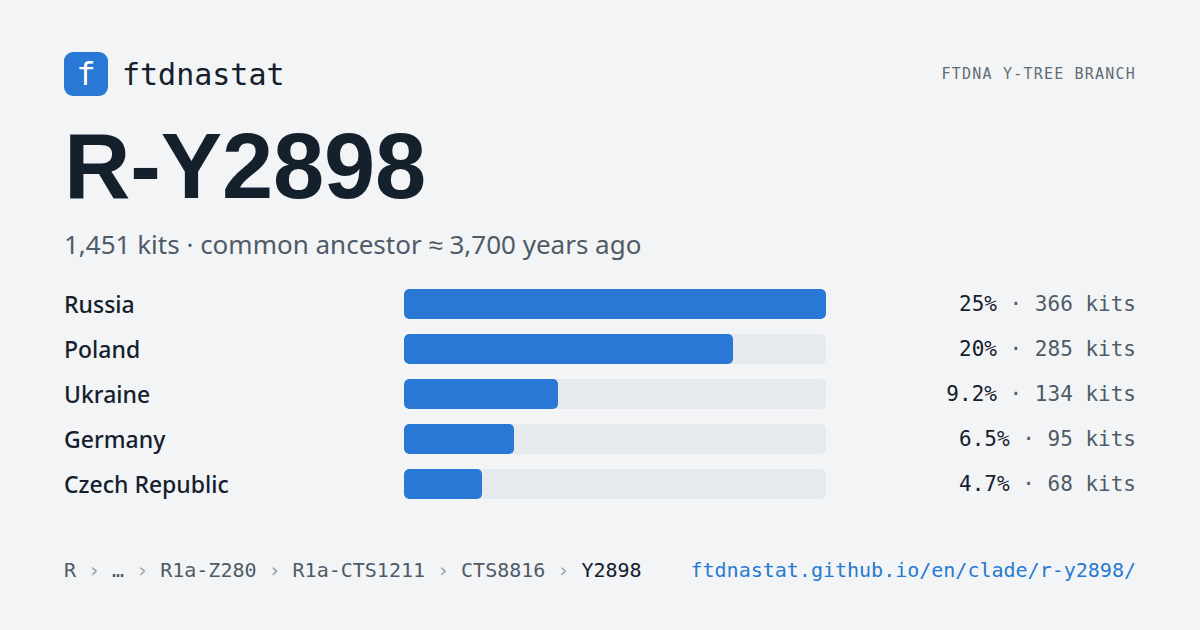 f ftdnastat
FTDNA Y-TREE BRANCH
R-Y2898
1,451 kits · common ancestor ≈ 3,700 years ago
Russia 25% · 366 kits
Poland 20% · 285 kits
Ukraine 9.2% · 134 kits
Germany 6.5% · 95 kits
Czech Republic 4.7% · 68 kits
R › … › R1a-Z280 › R1a-CTS1211 › CTS8816 › Y2898
ftdnastat.github.io/en/clade/r-y2898/